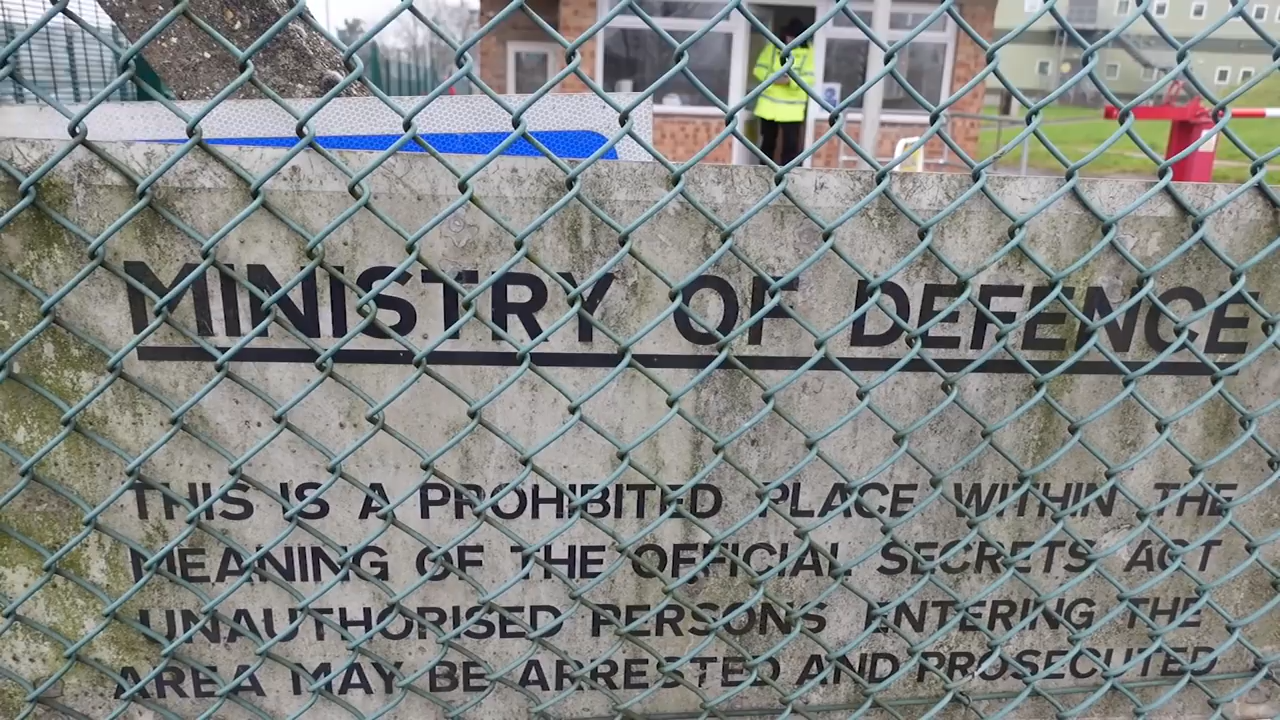 MINISTRY OF DEFENCE
THIS IS A PROHIBITED PLACE WITHIN THE
MEANING OF THE OFFICIAL SECRETS ACT
UNAUTHORISED PERSONS ENTERING THE
AREA MAY BE ARRESTED AND PROSECUTED